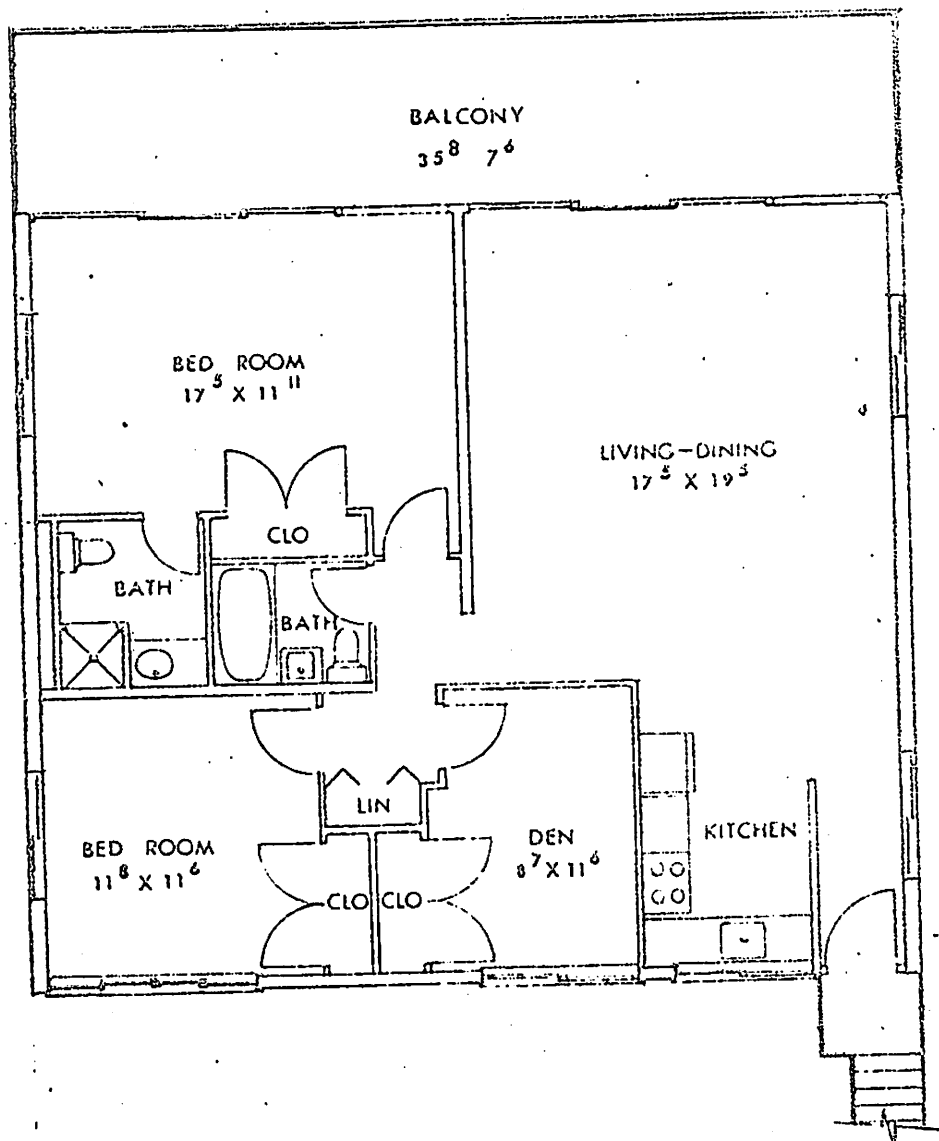 BALCONY
35⁸ 7⁶
BED ROOM
17⁵ X 11¹¹
LIVING-DINING
17⁵ X 19⁵
CLO
BATH
BATH
LIN
BED ROOM
11⁸ X 11⁶
DEN
8⁷ X 11⁶
KITCHEN
CLO
CLO